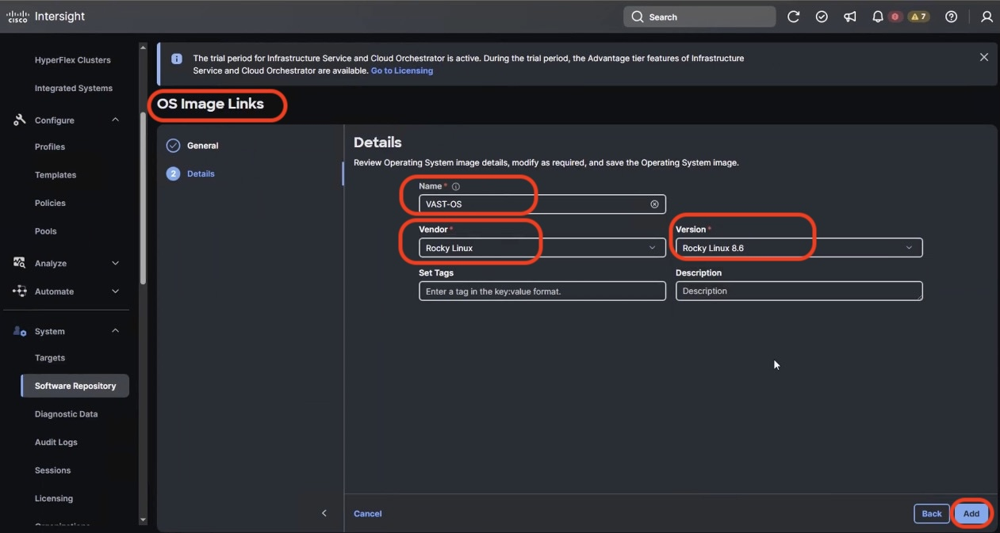 CISCO Intersight
Search
7
HyperFlex Clusters
Integrated Systems
Configure
Profiles
Templates
Policies
Pools
Analyze
Automate
System
Targets
Software Repository
Diagnostic Data
Audit Logs
Sessions
Licensing
The trial period for Infrastructure Service and Cloud Orchestrator is active. During the trial period, the Advantage tier features of Infrastructure
Service and Cloud Orchestrator are available. Go to Licensing
OS Image Links
General
2 Details
Details
Review Operating System image details, modify as required, and save the Operating System image.
Name *
VAST-OS
Vendor * Version *
Rocky Linux Rocky Linux 8.6
Set Tags Description
Enter a tag in the key:value format. Description
Cancel Back Add